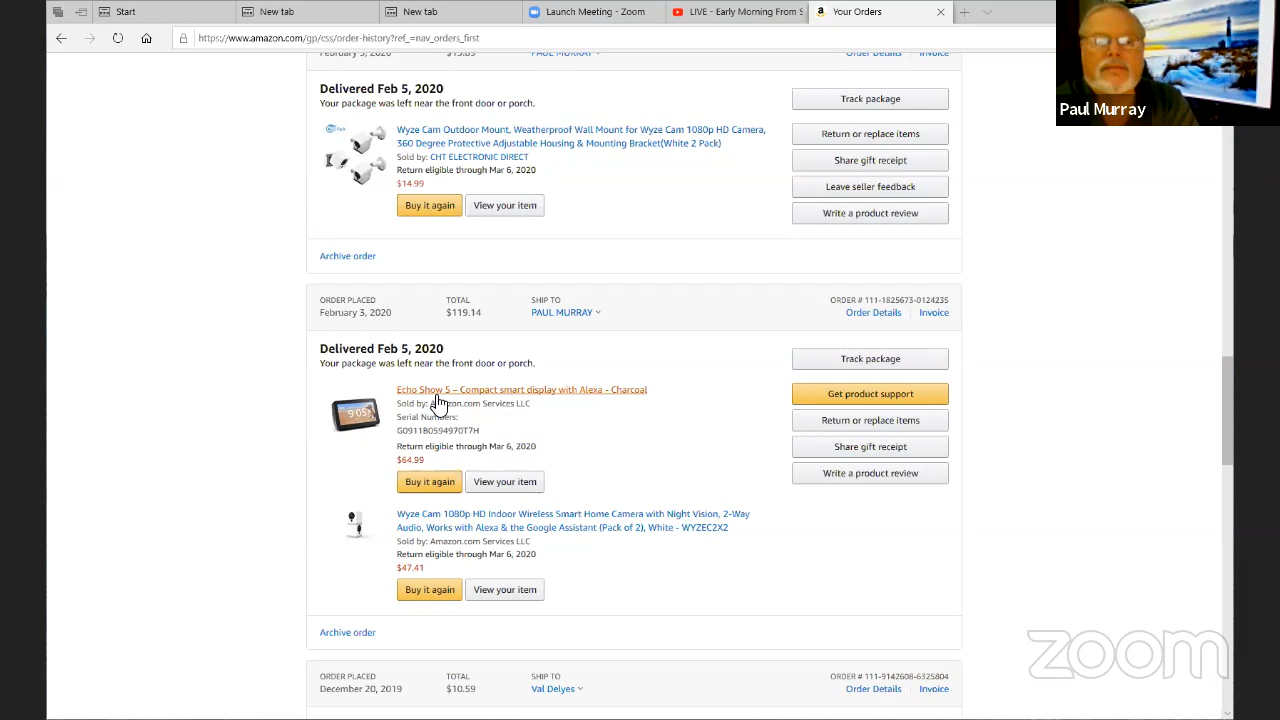 Start
New tab
New tab
Launch Meeting - Zoom
LIVE - Early Morning From S
Your Orders
https://www.amazon.com/gp/css/order-history?ref_=nav_orders_first
February 5, 2020
$15.89
PAUL MURRAY
Order Details
Invoice
Paul Murray
Delivered Feb 5, 2020
Your package was left near the front door or porch.
Track package
Wyze Cam Outdoor Mount, Weatherproof Wall Mount for Wyze Cam 1080p HD Camera,
360 Degree Protective Adjustable Housing & Mounting Bracket(White 2 Pack)
Sold by: CHT ELECTRONIC DIRECT
Return eligible through Mar 6, 2020
$14.99
Buy it again
View your item
Return or replace items
Share gift receipt
Leave seller feedback
Write a product review
Archive order
ORDER PLACED
February 3, 2020
TOTAL
$119.14
SHIP TO
PAUL MURRAY
ORDER # 111-1825673-0124235
Order Details
Invoice
Delivered Feb 5, 2020
Your package was left near the front door or porch.
Track package
9:05
Echo Show 5 – Compact smart display with Alexa - Charcoal
Sold by: Amazon.com Services LLC
Serial Numbers:
G0911B0594970T7H
Return eligible through Mar 6, 2020
$64.99
Buy it again
View your item
Get product support
Return or replace items
Share gift receipt
Write a product review
Wyze Cam 1080p HD Indoor Wireless Smart Home Camera with Night Vision, 2-Way
Audio, Works with Alexa & the Google Assistant (Pack of 2), White - WYZEC2X2
Sold by: Amazon.com Services LLC
Return eligible through Mar 6, 2020
$47.41
Buy it again
View your item
Archive order
zoom
ORDER PLACED
December 20, 2019
TOTAL
$10.59
SHIP TO
Val Delyes
ORDER # 111-9142608-6325804
Order Details
Invoice